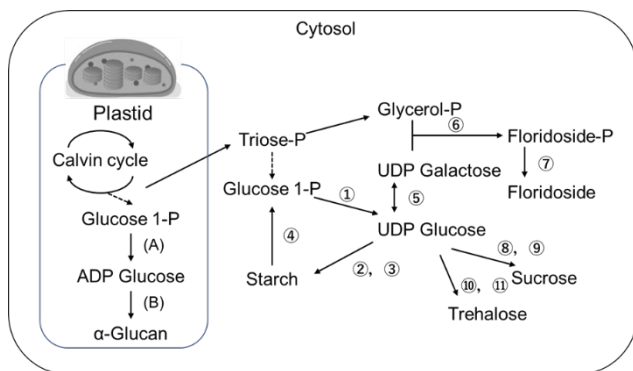 Cytosol
Plastid
Calvin cycle
Glucose 1-P
(A)
ADP Glucose
(B)
α-Glucan
Triose-P
Glucose 1-P
①
④
Starch
②, ③
Glycerol-P
⑥
Floridoside-P
⑦
Floridoside
UDP Galactose
⑤
UDP Glucose
⑧, ⑨
Sucrose
⑩, ⑪
Trehalose